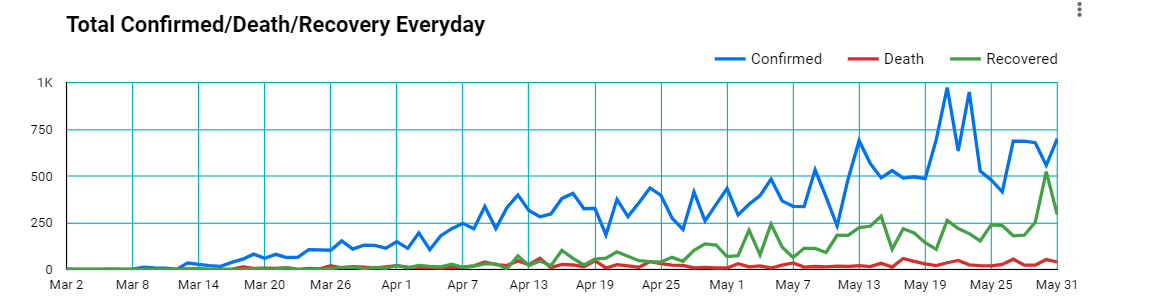 Total Confirmed/Death/Recovery Everyday
Confirmed Death Recovered
1K
750
500
250
0
Mar 2 Mar 8 Mar 14 Mar 20 Mar 26 Apr 1 Apr 7 Apr 13 Apr 19 Apr 25 May 1 May 7 May 13 May 19 May 25 May 31